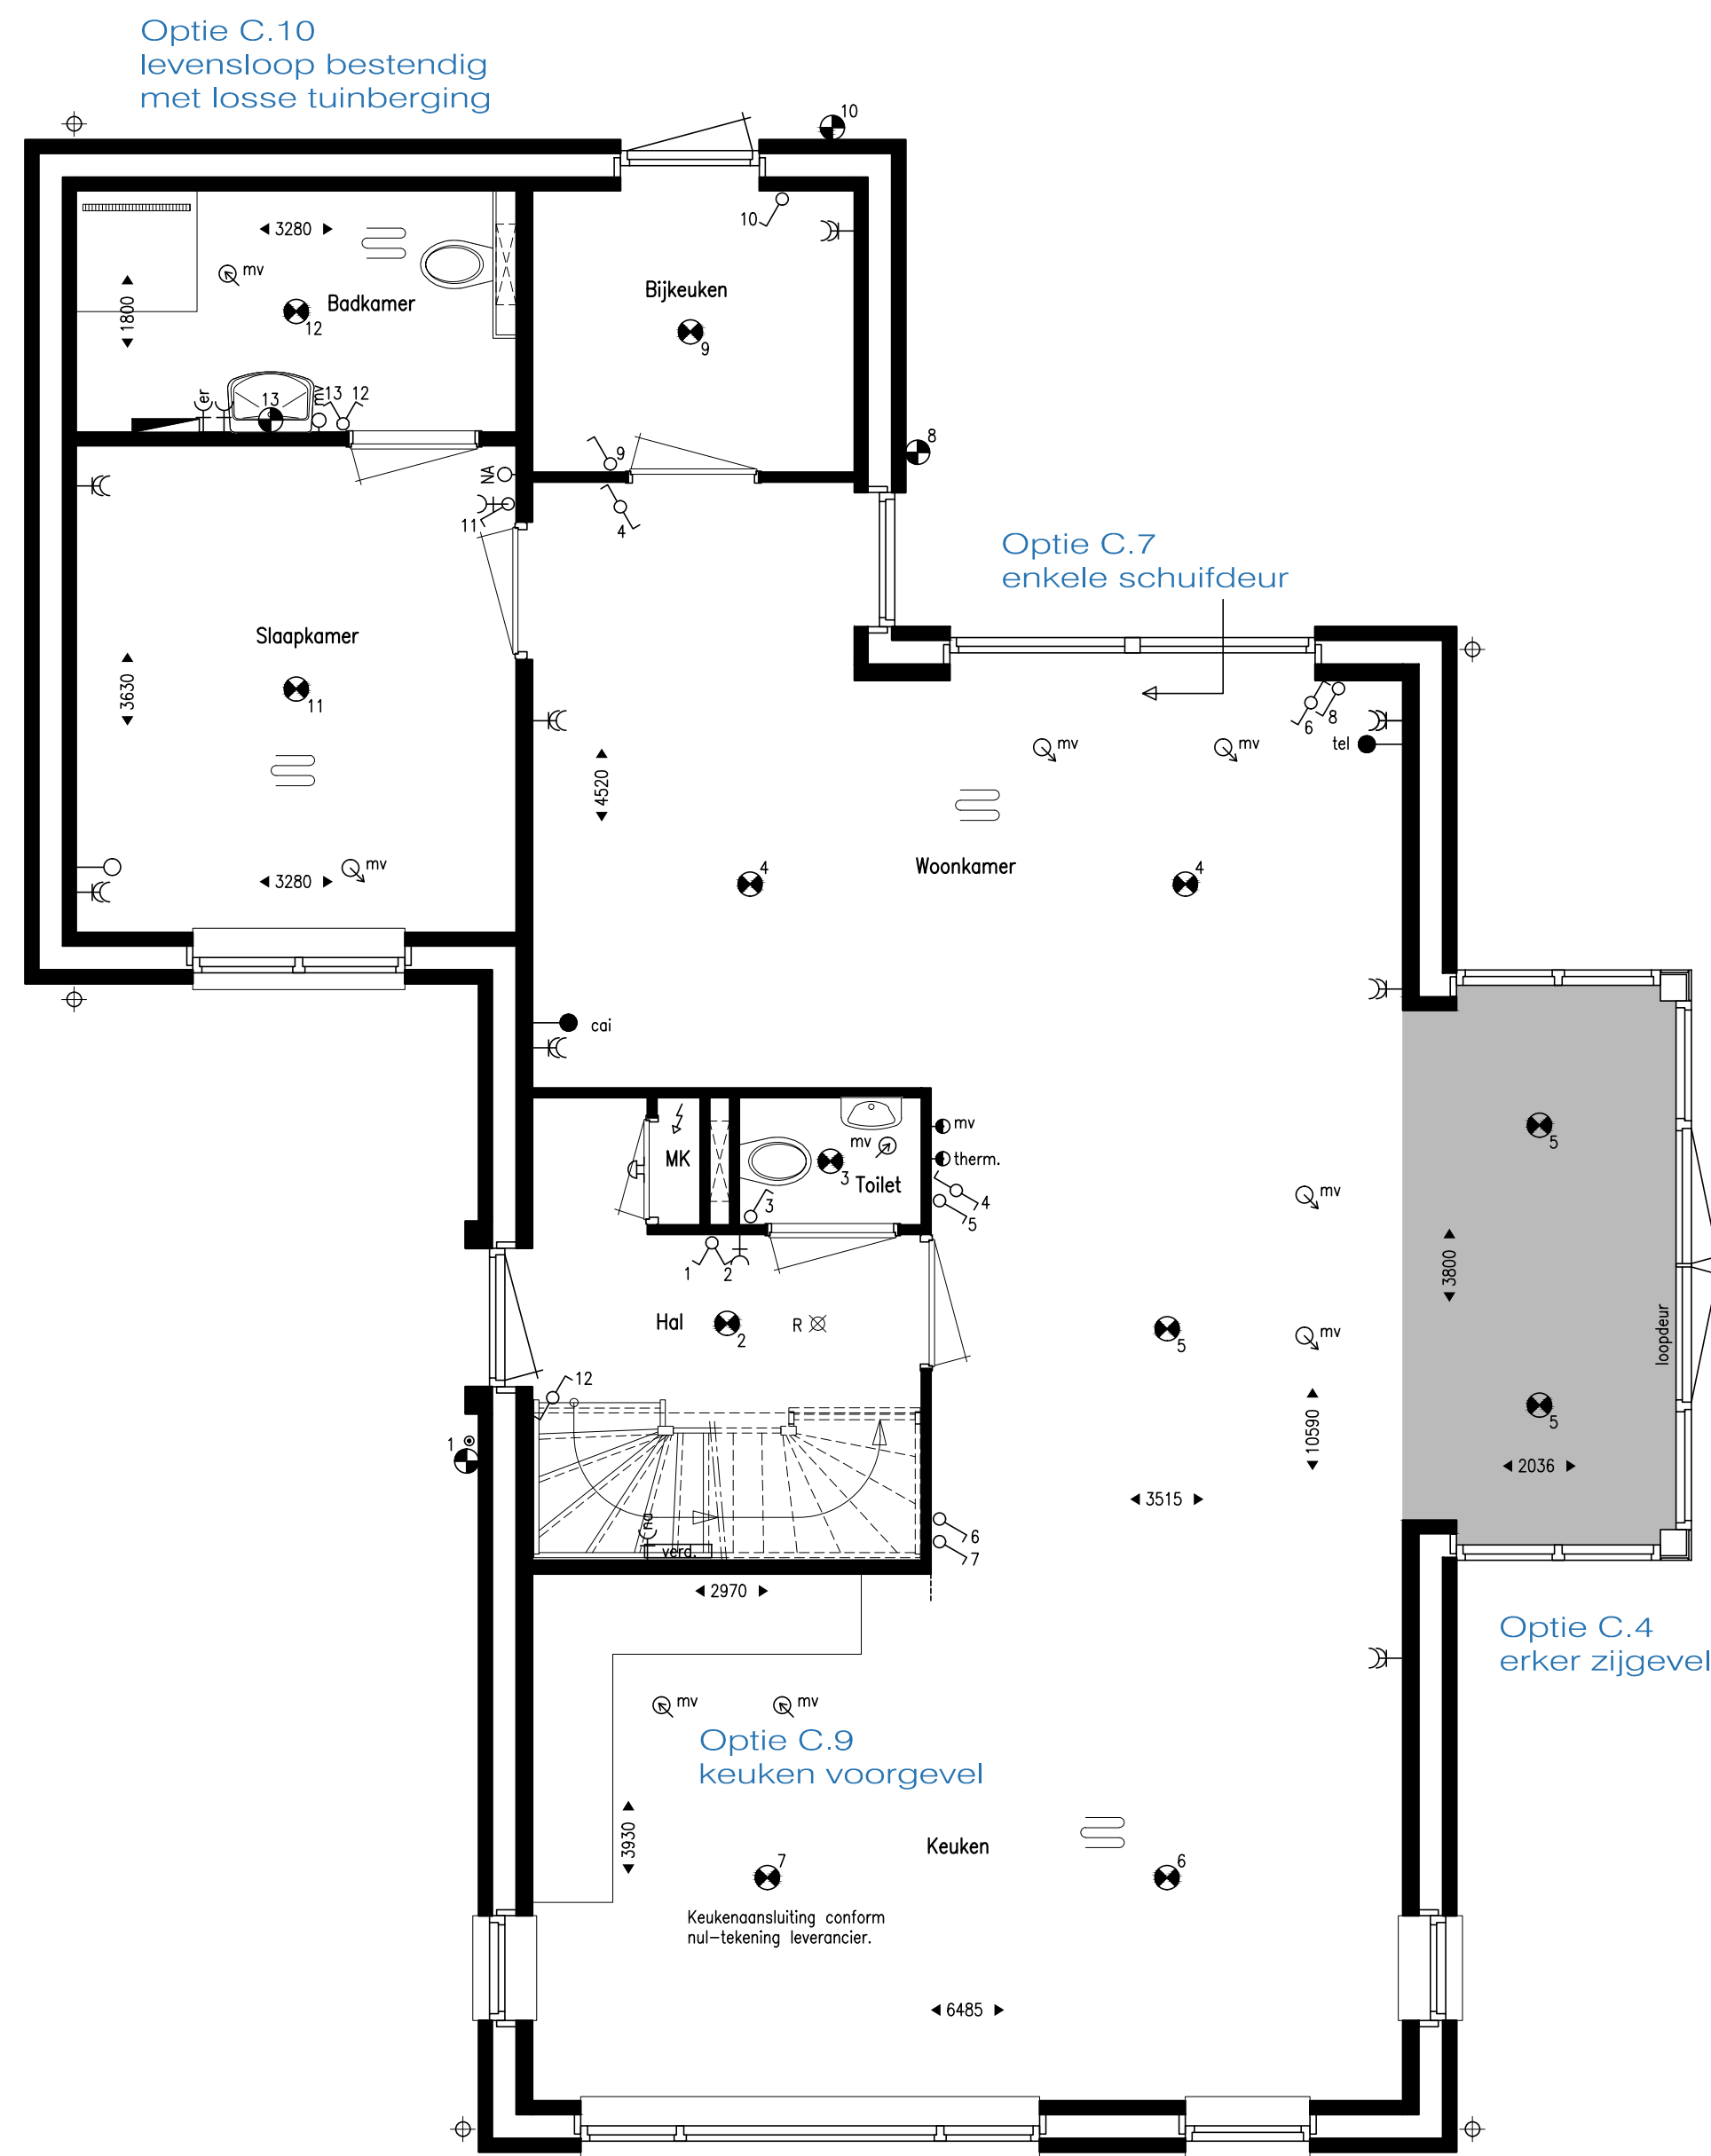 Optie C.10
levensloop bestendig
met losse tuinberging
10
3280
10
mv
Badkamer
Bijkeuken
1800
12
9
er
13
mv
13
12
9
8
NA
11
4
Optie C.7
enkele schuifdeur
Slaapkamer
3630
11
6
8
tel
mv
mv
4520
mv
3280
4
Woonkamer
4
cai
mv
therm.
MK
mv
3
Toilet
3
4
5
5
mv
1
2
3800
Hal
2
R
5
mv
loopdeur
12
1
10590
5
2036
3515
na
verd.
6
7
2970
Optie C.4
erker zijgevel
mv
mv
Optie C.9
keuken voorgevel
3930
Keuken
7
6
Keukenaansluiting conform
nul-tekening leverancier.
6485